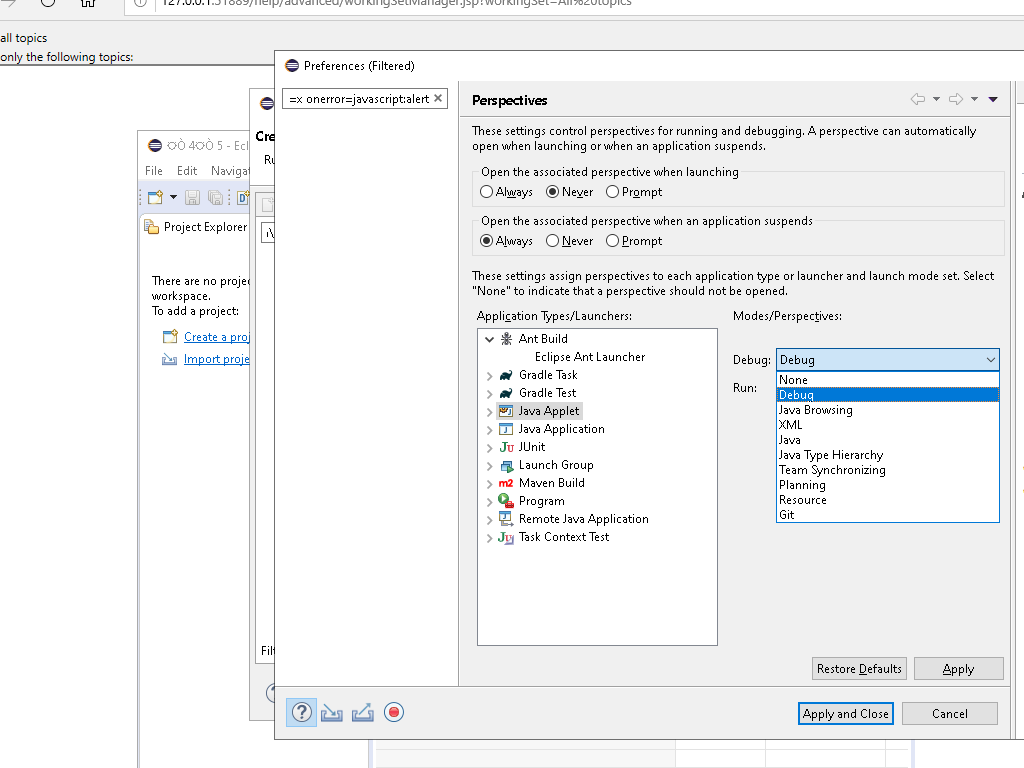 127.0.0.1:51889/help/advanced/workingSetManager.jsp?workingSet=All%20topics
all topics
only the following topics:
Preferences (Filtered)
=x onerror=javascript:alert
Perspectives
Cre
These settings control perspectives for running and debugging. A perspective can automatically
open when launching or when an application suspends.
Ru
File Edit Navigat
Open the associated perspective when launching
Always Never Prompt
Project Explorer
Open the associated perspective when an application suspends
Always Never Prompt
There are no proje
workspace.
To add a project:
Create a proj
Import proje
These settings assign perspectives to each application type or launcher and launch mode set. Select
"None" to indicate that a perspective should not be opened.
Application Types/Launchers:
Modes/Perspectives:
Ant Build
Eclipse Ant Launcher
Gradle Task
Gradle Test
Java Applet
Java Application
JUnit
Launch Group
Maven Build
Program
Remote Java Application
Task Context Test
Debug: Debug
Run:
None
Debug
Java Browsing
XML
Java
Java Type Hierarchy
Team Synchronizing
Planning
Resource
Git
Filt
Restore Defaults
Apply
Apply and Close
Cancel